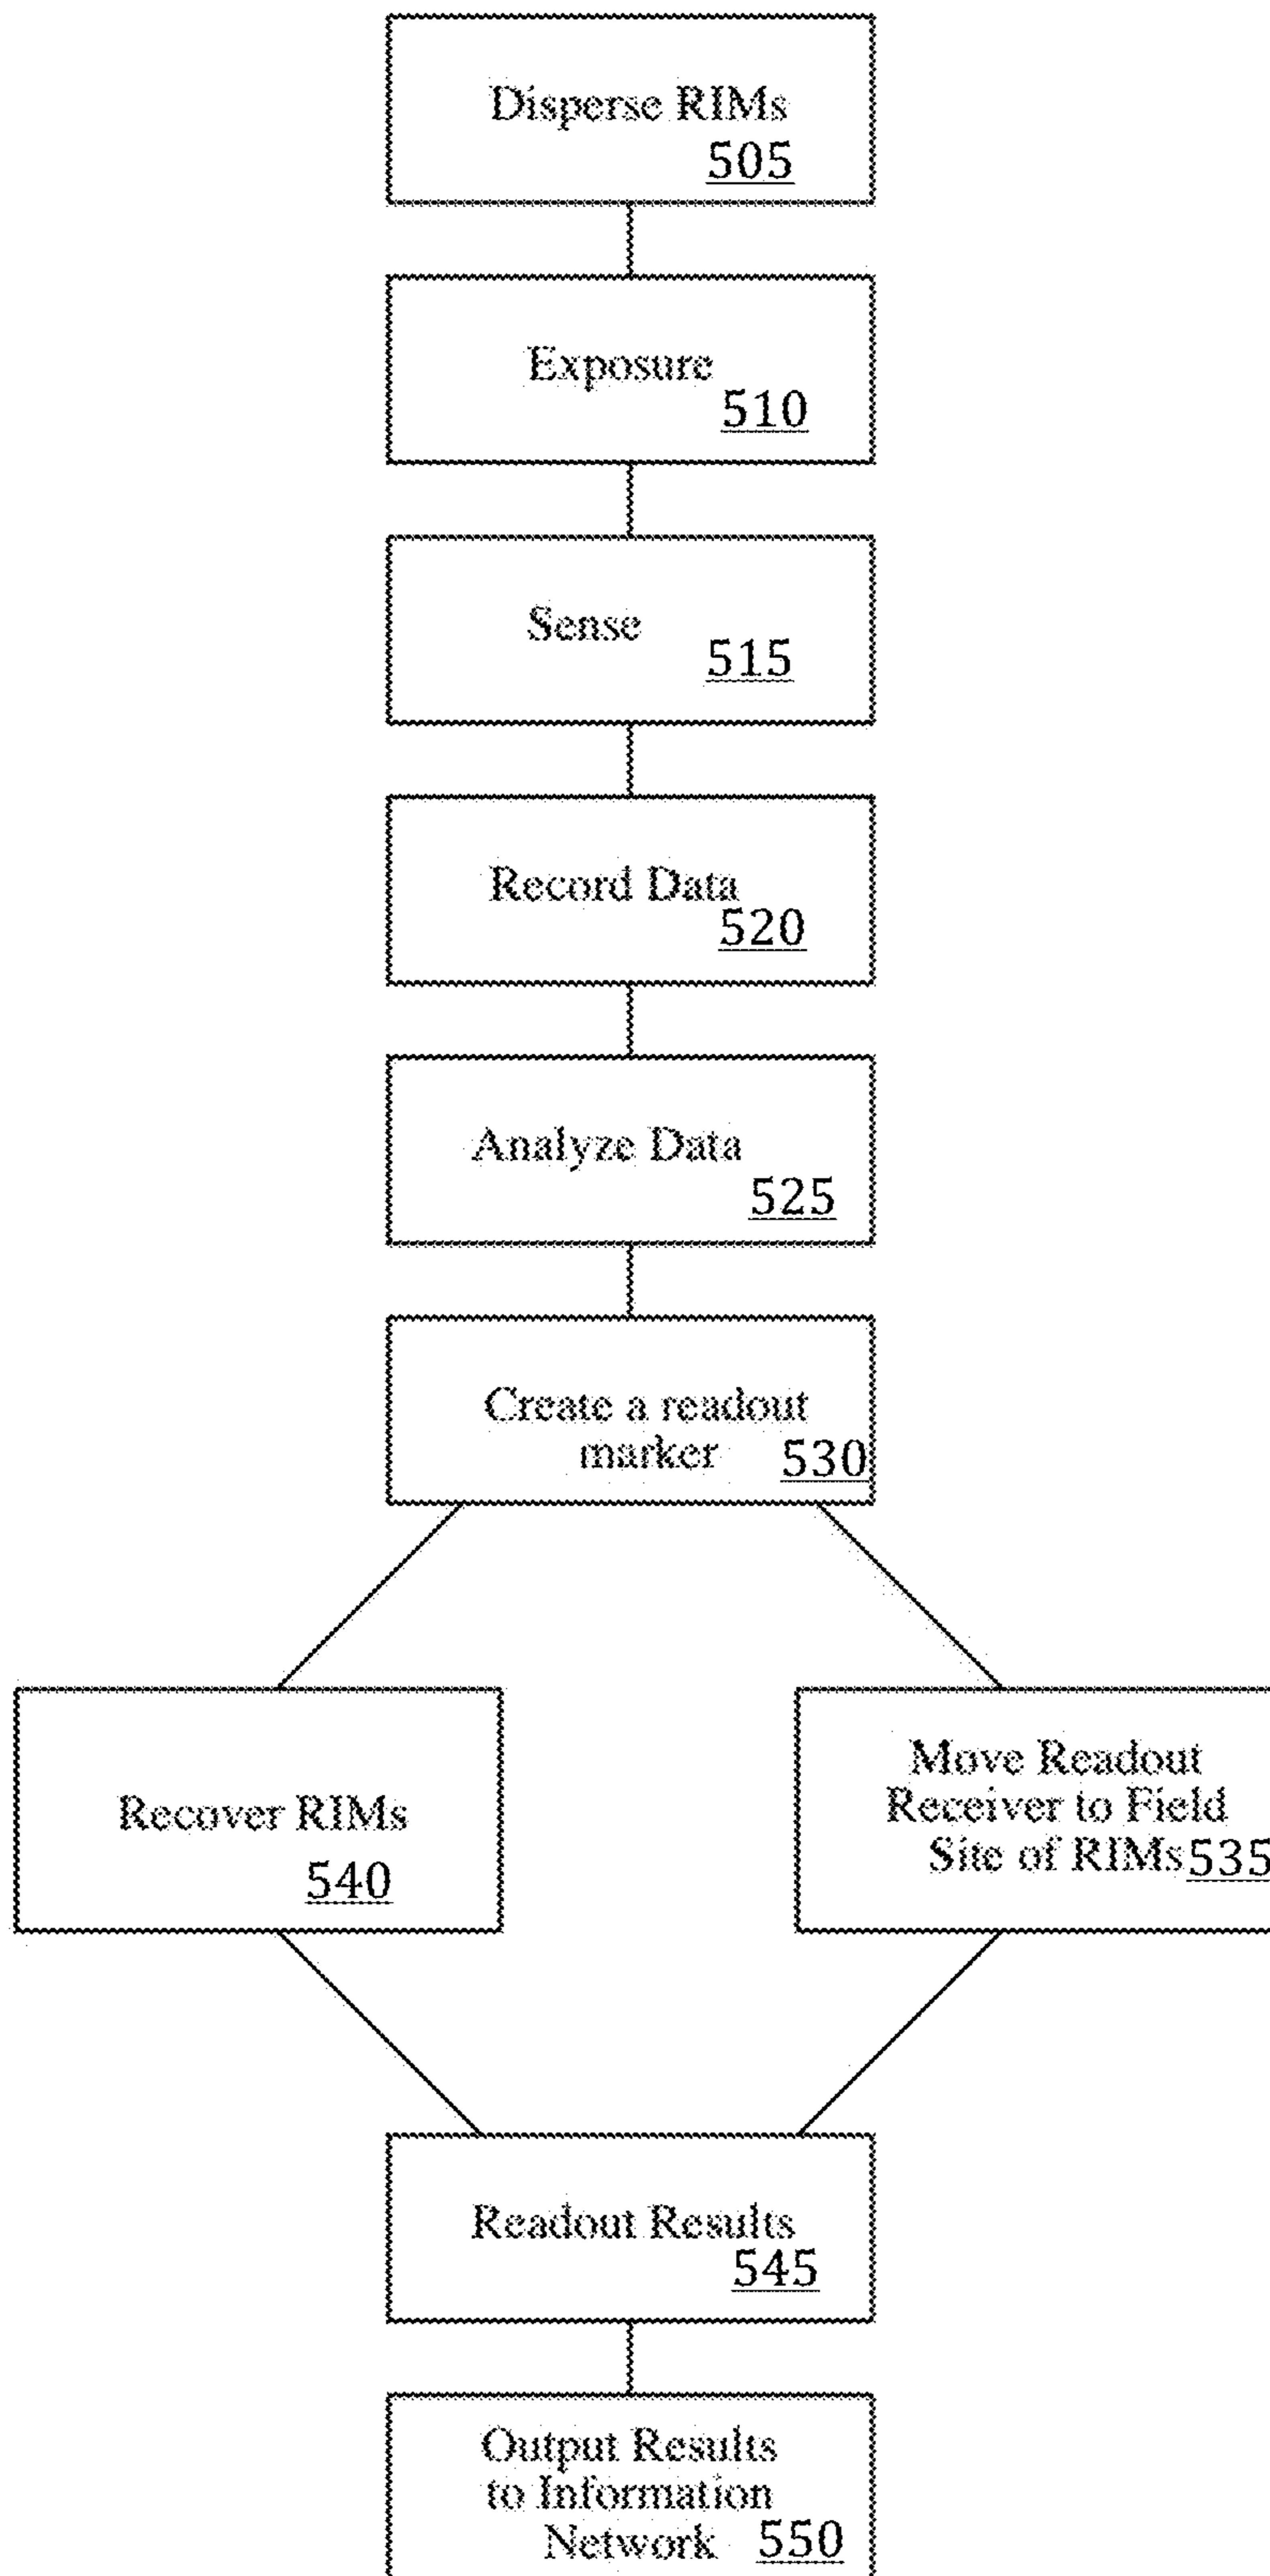 Disperse RIMs
505
Exposure
510
Sense
515
Record Data
520
Analyze Data
525
Create a readout
marker 530
Recover RIMs
540
Move Readout
Receiver to Field
Site of RIMs 535
Readout Results
545
Output Results
to Information
Network 550